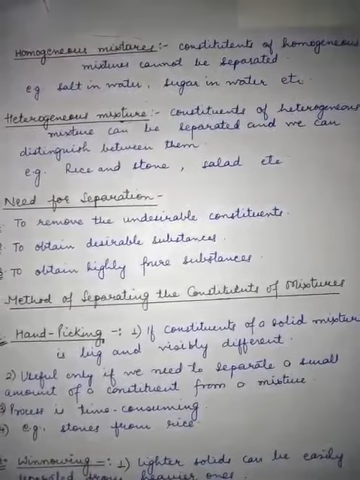 Homogeneous mixtures:- constitutents of homogeneous
mixtures cannot be separated.
eg salt in water, sugar in water etc.
Heterogeneous mixture:- constituents of heterogeneous
mixture can be separated and we can
distinguish between them.
e.g. Rice and stone, salad etc
Need for Separation-
To remove the undesirable constituents.
To obtain desirable substances.
To obtain highly pure substances.
Method of Separating the Constituents of Mixtures
Hand-Picking -: 1) If constituents of a solid mixture
is big and visibly different.
2) Useful only if we need to separate a small
amount of a constituent from a mixture.
3) Process is time-consuming
4) e.g. stones from rice.
Winnowing -: 1) Lighter solids can be easily
separated from heavier ones.